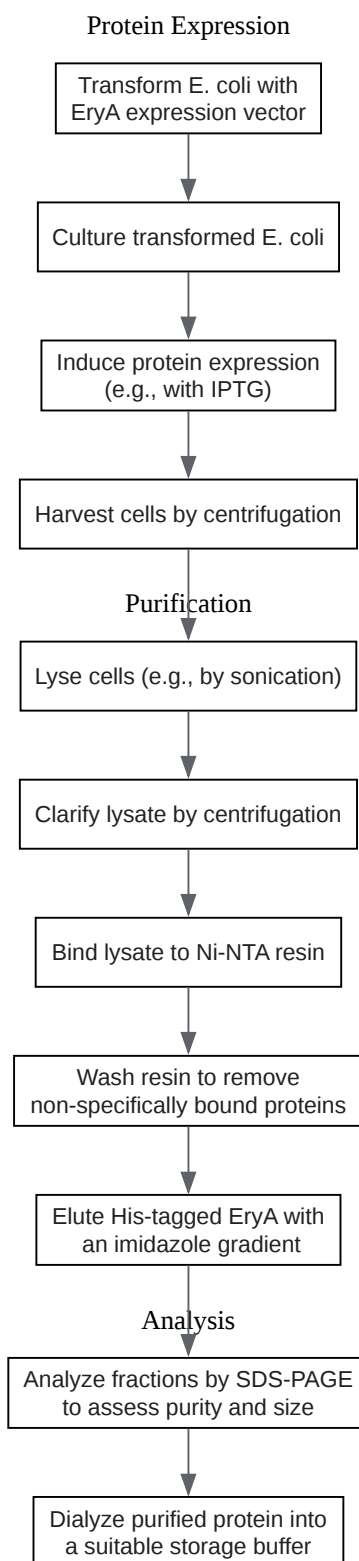 Protein Expression
Transform E. coli with
EryA expression vector
Culture transformed E. coli
Induce protein expression
(e.g., with IPTG)
Harvest cells by centrifugation
Purification
Lyse cells (e.g., by sonication)
Clarify lysate by centrifugation
Bind lysate to Ni-NTA resin
Wash resin to remove
non-specifically bound proteins
Elute His-tagged EryA with
an imidazole gradient
Analysis
Analyze fractions by SDS-PAGE
to assess purity and size
Dialyze purified protein into
a suitable storage buffer